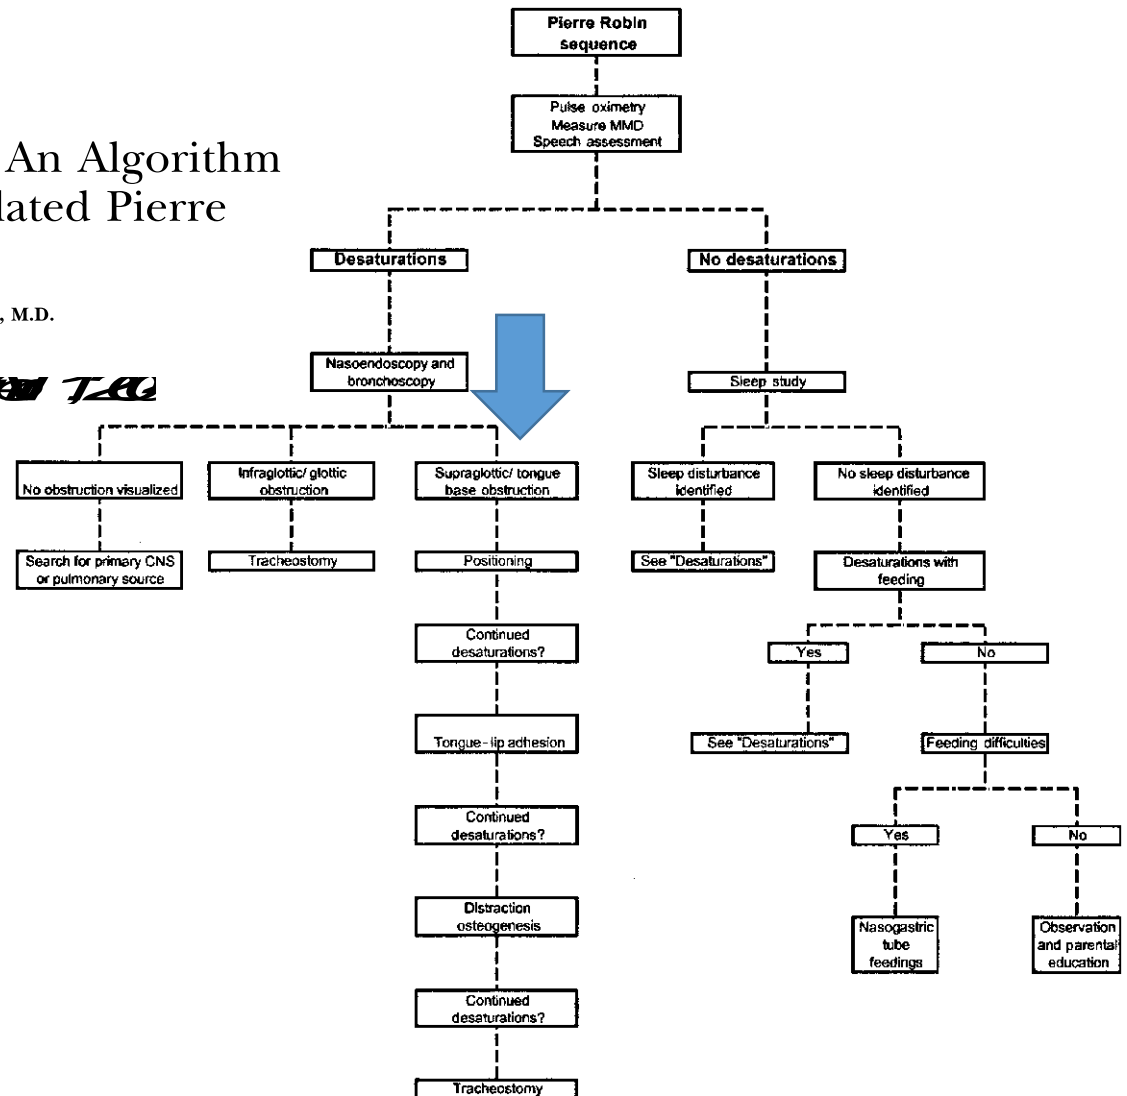 Pierre Robin
sequence
Pulse oximetry
Measure MMD
Speech assessment
An Algorithm
lated Pierre
, M.D.
Desaturations
No desaturations
Nasoendoscopy and
bronchoscopy
Sleep study
No obstruction visualized
Infraglottic/ glottic
obstruction
Supraglottic/ tongue
base obstruction
Sleep disturbance
identified
No sleep disturbance
identified
Search for primary CNS
or pulmonary source
Tracheostomy
Positioning
See "Desaturations"
Desaturations with
feeding
Continued
desaturations?
Yes
No
Tongue-lip adhesion
See "Desaturations"
Feeding difficulties
Continued
desaturations?
Yes
No
Distraction
osteogenesis
Nasogastric
tube
feedings
Observation
and parental
education
Continued
desaturations?
Tracheostomy